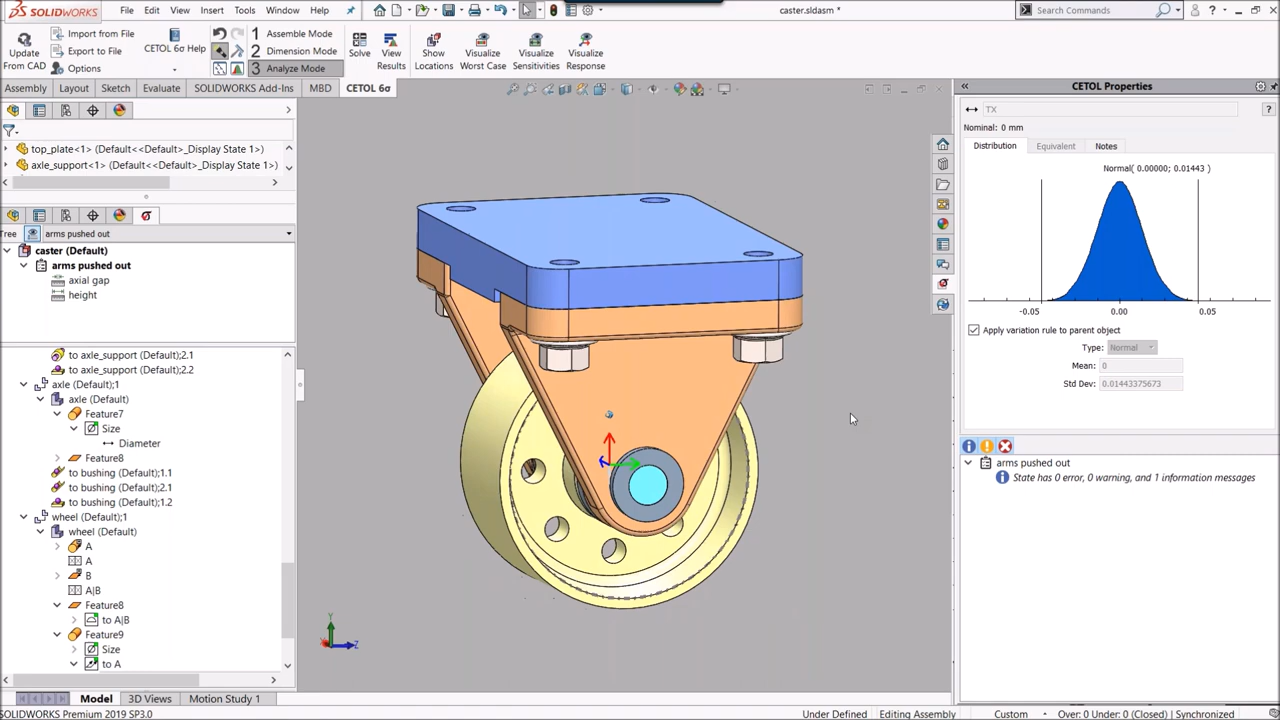 SOLIDWORKS File Edit View Insert Tools Window Help caster.sldasm * Search Commands
Update From CAD
Import from File
Export to File
Options
CETOL 6σ Help
1 Assemble Mode
2 Dimension Mode
3 Analyze Mode
Solve
View Results
Show Locations
Visualize Worst Case
Visualize Sensitivities
Visualize Response
Assembly Layout Sketch Evaluate SOLIDWORKS Add-Ins MBD CETOL 6σ
top_plate<1> (Default<<Default>_Display State 1>)
axle_support<1> (Default<<Default>_Display State 1>)
Tree arms pushed out
caster (Default)
arms pushed out
axial gap
height
to axle_support (Default);2.1
to axle_support (Default);2.2
axle (Default);1
axle (Default)
Feature7
Size
Diameter
Feature8
to bushing (Default);1.1
to bushing (Default);2.1
to bushing (Default);1.2
wheel (Default);1
wheel (Default)
A
A
B
A|B
Feature8
to A|B
Feature9
Size
to A
Y
Z
CETOL Properties
TX
Nominal: 0 mm
Distribution Equivalent Notes
Normal( 0.00000; 0.01443 )
-0.05 0.00 0.05
Apply variation rule to parent object
Type: Normal
Mean: 0
Std Dev: 0.01443375673
arms pushed out
State has 0 error, 0 warning, and 1 information messages
Model 3D Views Motion Study 1
SOLIDWORKS Premium 2019 SP3.0 Under Defined Editing Assembly Custom Over: 0 Under: 0 (Closed) | Synchronized